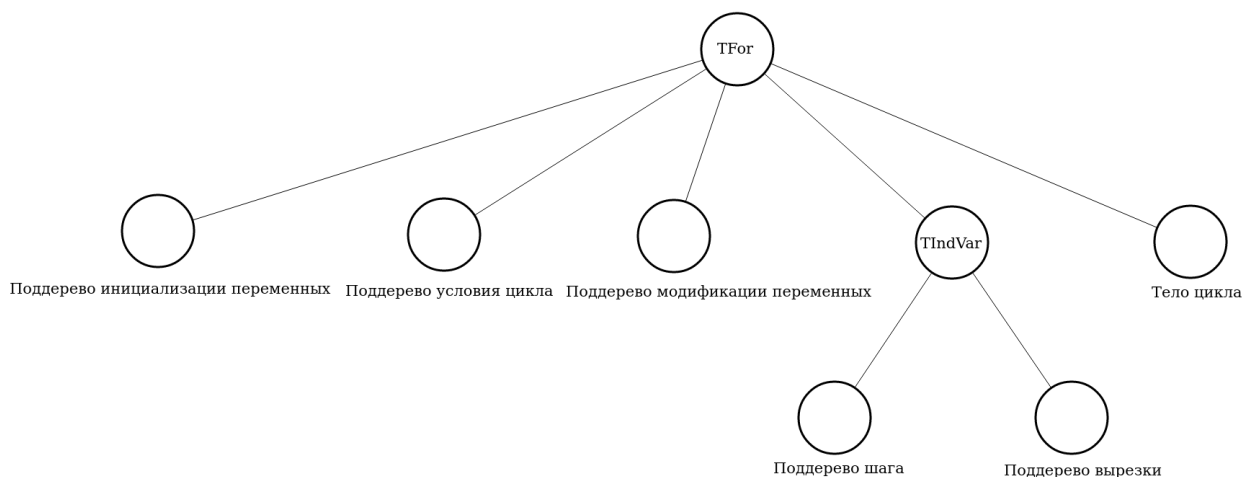 TFor
TIndVar
Поддерево инициализации переменных
Поддерево условия цикла
Поддерево модификации переменных
Тело цикла
Поддерево шага
Поддерево вырезки